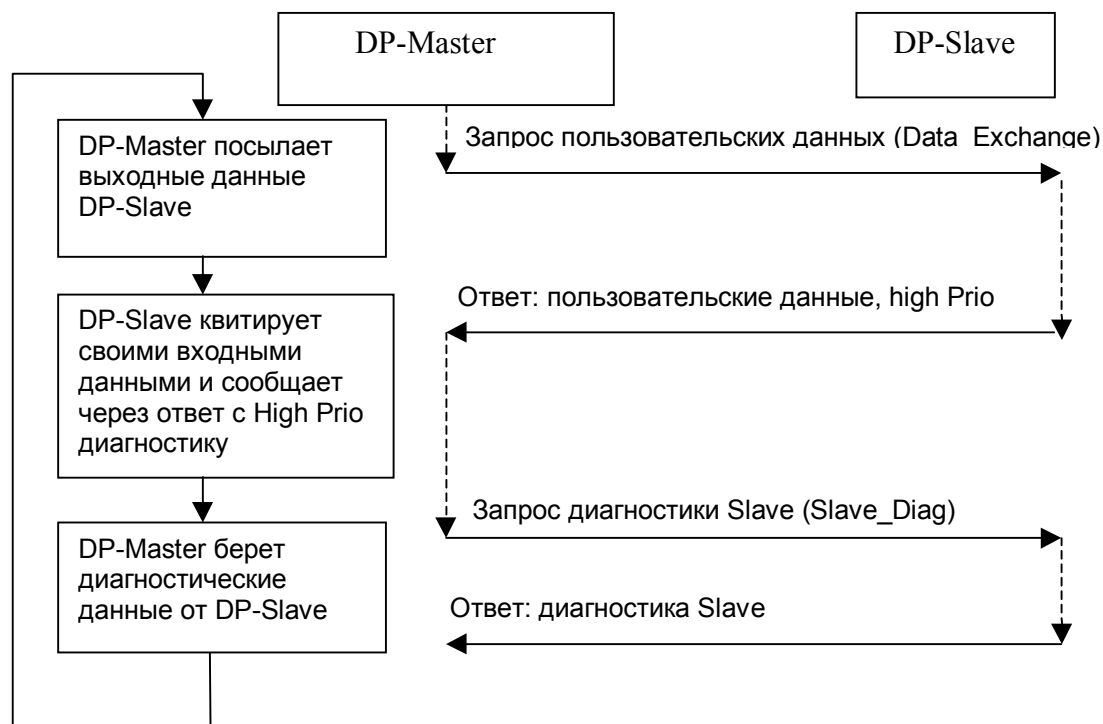 DP-Master
DP-Slave
DP-Master посылает
выходные данные
DP-Slave
Запрос пользовательских данных (Data_Exchange)
DP-Slave квитирует
своими входными
данными и сообщает
через ответ с High Prio
диагностику
Ответ: пользовательские данные, high Prio
DP-Master берет
диагностические
данные от DP-Slave
Запрос диагностики Slave (Slave_Diag)
Ответ: диагностика Slave